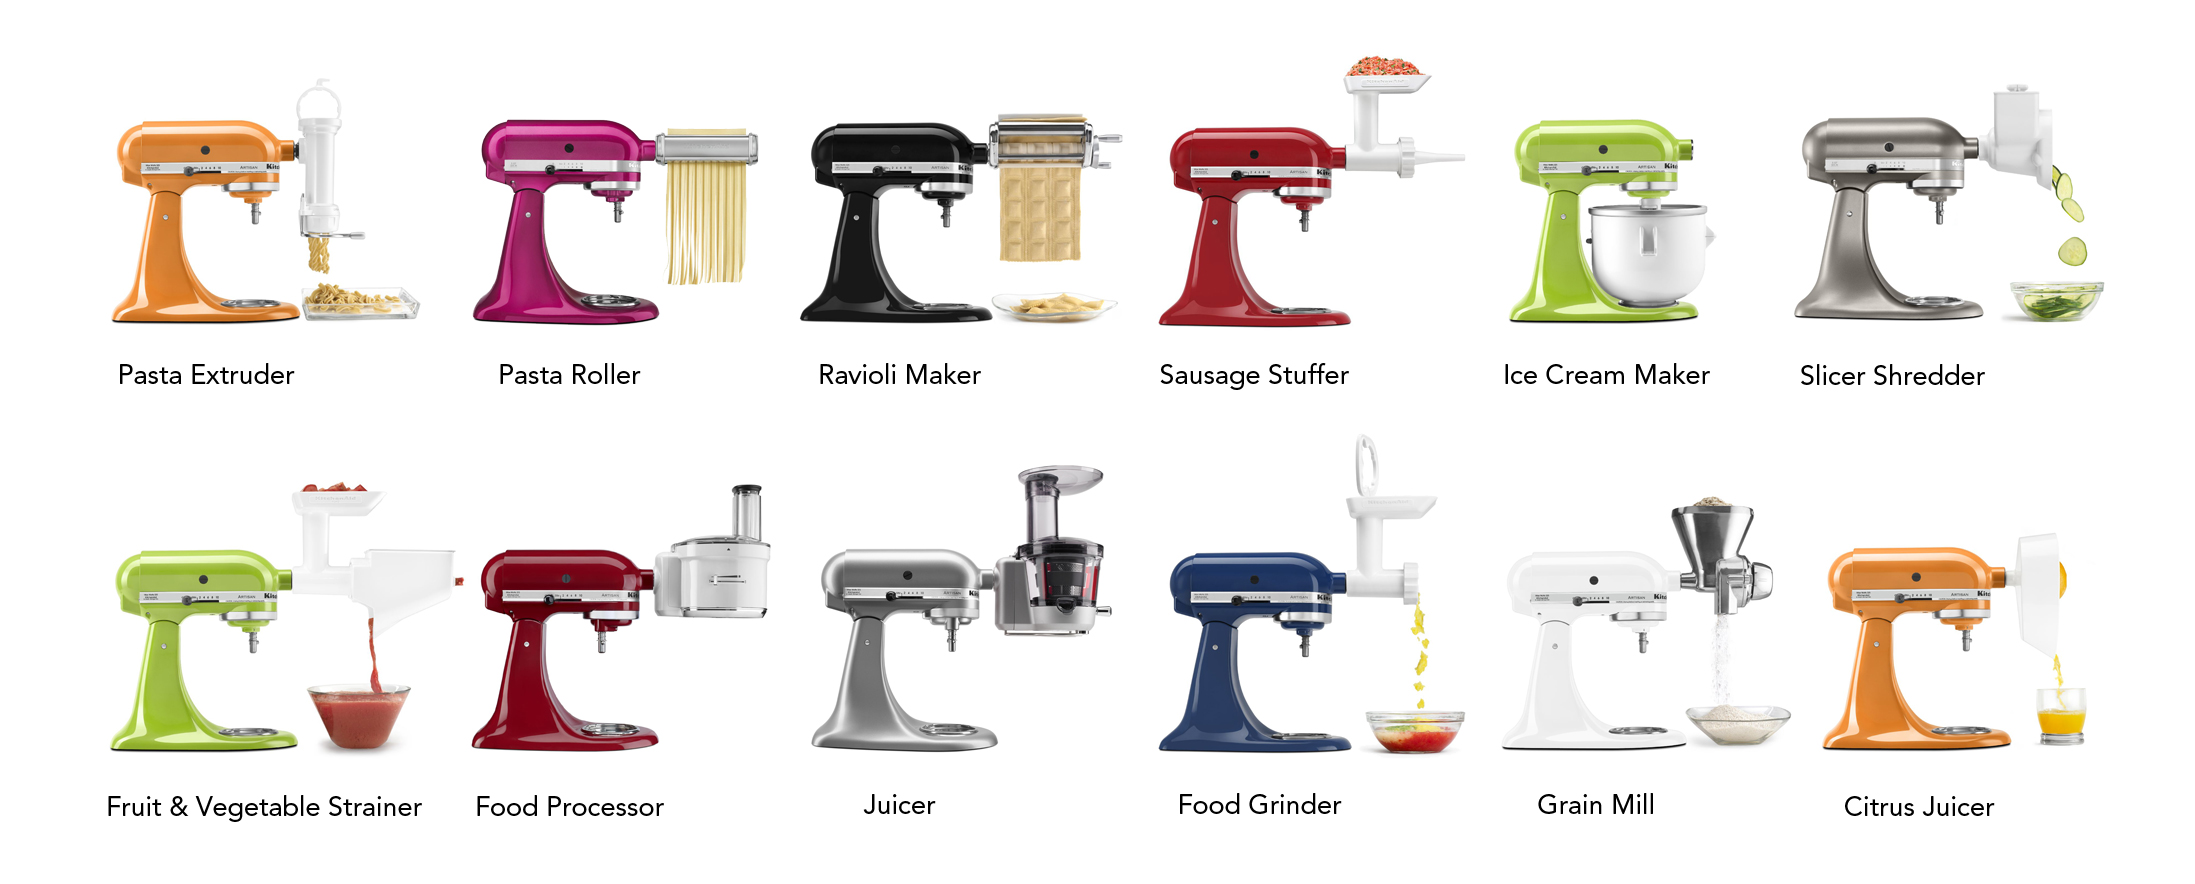 Pasta Extruder
Pasta Roller
Ravioli Maker
Sausage Stuffer
Ice Cream Maker
Slicer Shredder
Fruit & Vegetable Strainer
Food Processor
Juicer
Food Grinder
Grain Mill
Citrus Juicer